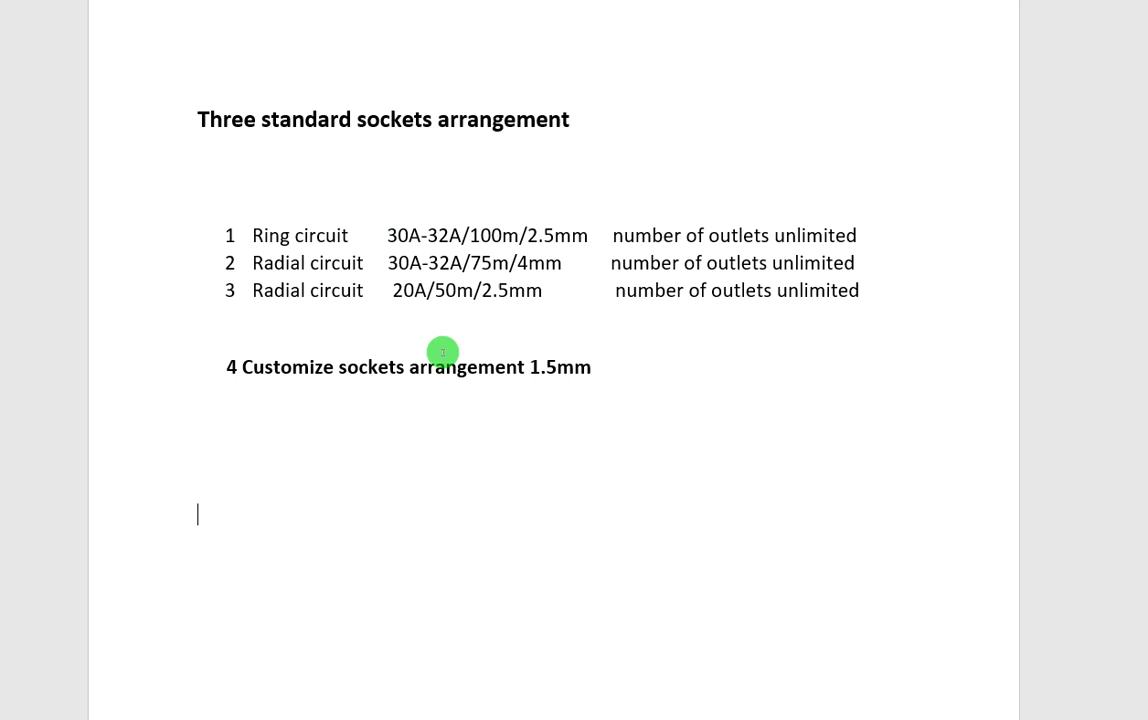 Three standard sockets arrangement
1 Ring circuit 30A-32A/100m/2.5mm number of outlets unlimited
2 Radial circuit 30A-32A/75m/4mm number of outlets unlimited
3 Radial circuit 20A/50m/2.5mm number of outlets unlimited
4 Customize sockets arrangement 1.5mm